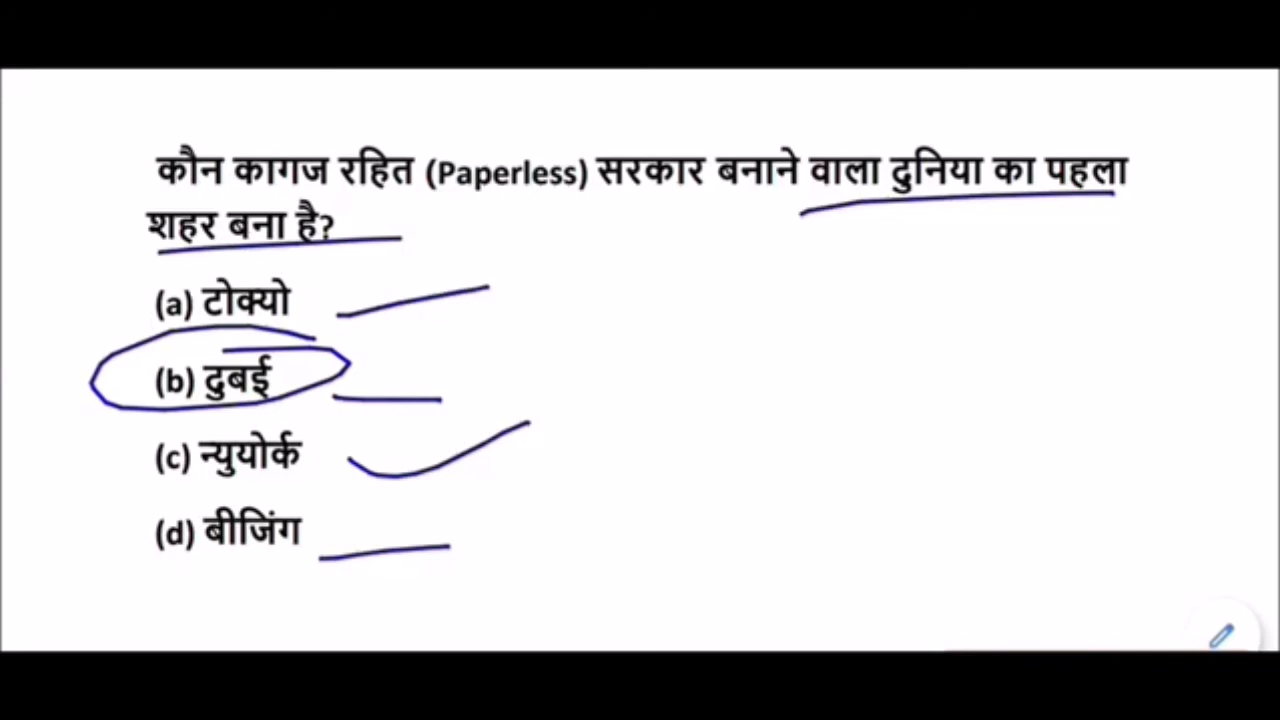 कौन कागज रहित (Paperless) सरकार बनाने वाला दुनिया का पहला
शहर बना है?
(a) टोक्यो
(b) दुबई
(c) न्युयोर्क
(d) बीजिंग